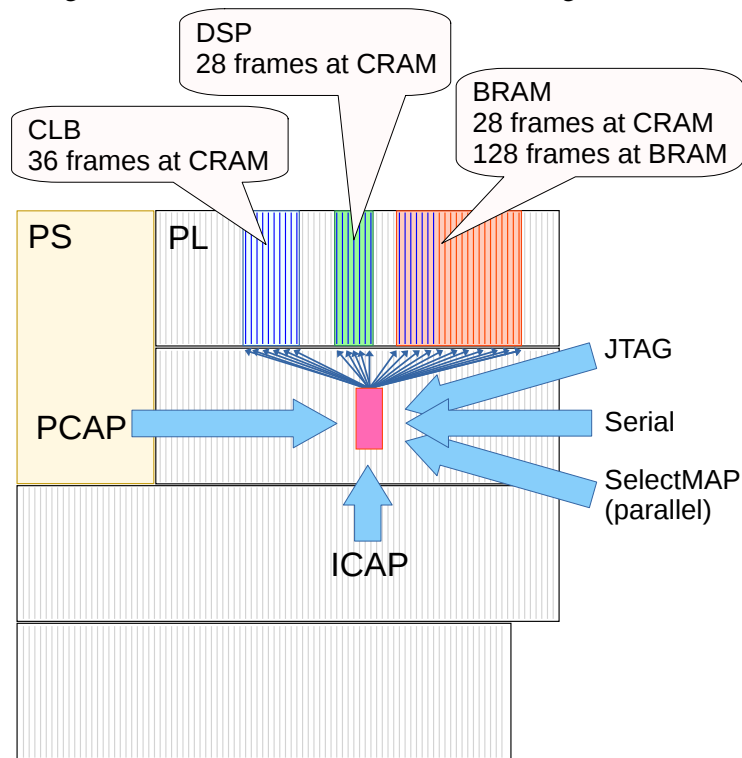 DSP
28 frames at CRAM
BRAM
28 frames at CRAM
128 frames at BRAM
CLB
36 frames at CRAM
PS
PL
JTAG
PCAP
Serial
SelectMAP
(parallel)
ICAP